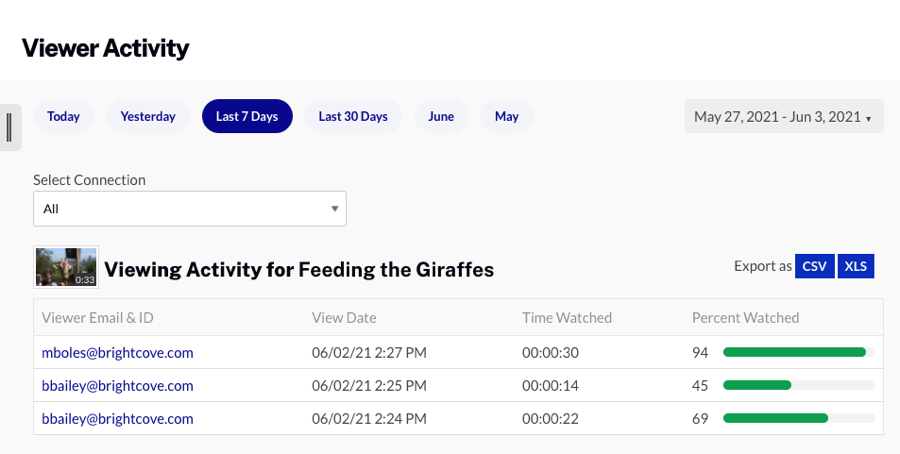 Viewer Activity
Today Yesterday Last 7 Days Last 30 Days June May May 27, 2021 - Jun 3, 2021
Select Connection
All
0:33
Viewing Activity for Feeding the Giraffes Export as CSV XLS
Viewer Email & ID View Date Time Watched Percent Watched
mboles@brightcove.com 06/02/21 2:27 PM 00:00:30 94
bbailey@brightcove.com 06/02/21 2:25 PM 00:00:14 45
bbailey@brightcove.com 06/02/21 2:24 PM 00:00:22 69